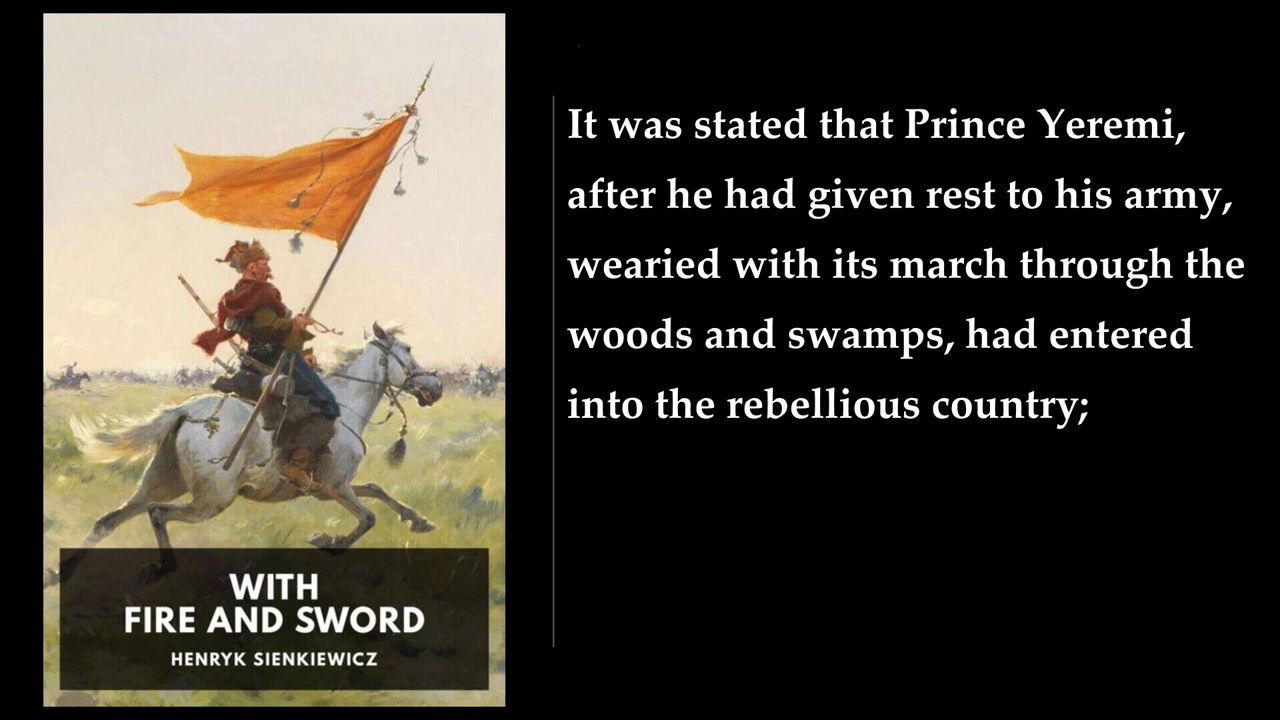 WITH
FIRE AND SWORD
HENRYK SIENKIEWICZ
It was stated that Prince Yeremi,
after he had given rest to his army,
wearied with its march through the
woods and swamps, had entered
into the rebellious country;